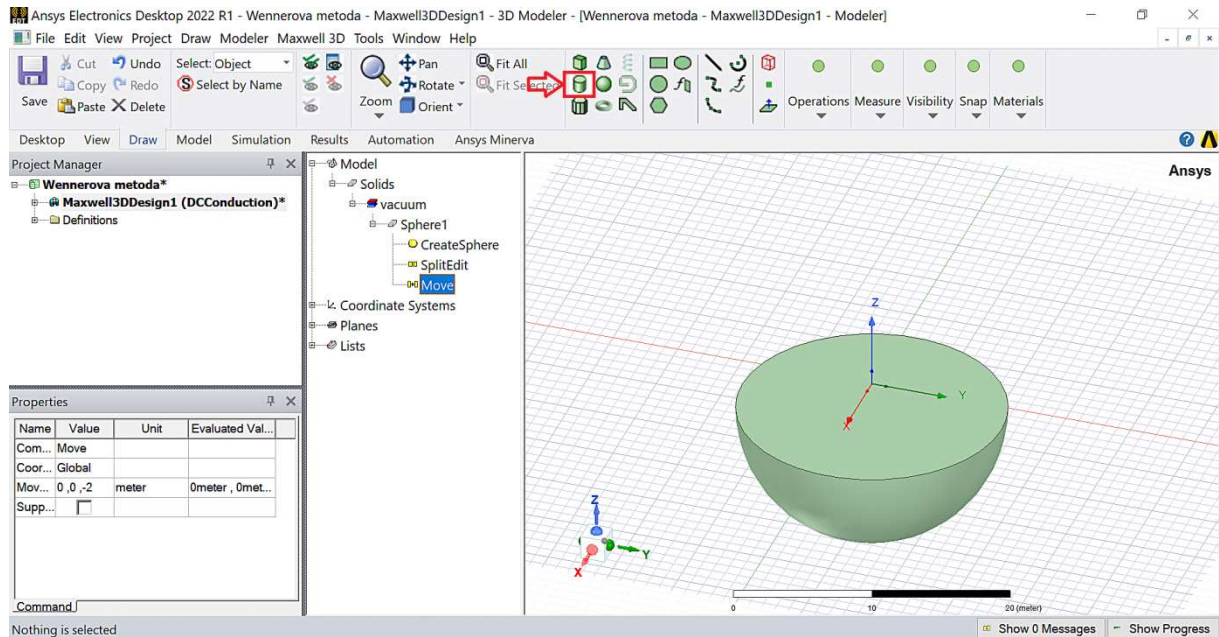 Ansys Electronics Desktop 2022 R1 - Wennerova metoda - Maxwell3DDesign1 - 3D Modeler - [Wennerova metoda - Maxwell3DDesign1 - Modeler]
File Edit View Project Draw Modeler Maxwell 3D Tools Window Help
Cut Undo Select: Object Pan Fit All
Save Copy Redo Select by Name Zoom Rotate Fit Selected Operations Measure Visibility Snap Materials
Paste Delete Orient
Desktop View Draw Model Simulation Results Automation Ansys Minerva
Project Manager
Wennerova metoda*
Maxwell3DDesign1 (DCConduction)*
Definitions
Model
Solids
vacuum
Sphere1
CreateSphere
SplitEdit
Move
Coordinate Systems
Planes
Lists
Ansys
Z
Y
X
Z
Y
X
0 10 20 (meter)
Properties
Name Value Unit Evaluated Val...
Com... Move
Coor... Global
Mov... 0 ,0 ,-2 meter 0meter , 0met...
Supp...
Command
Nothing is selected Show 0 Messages Show Progress